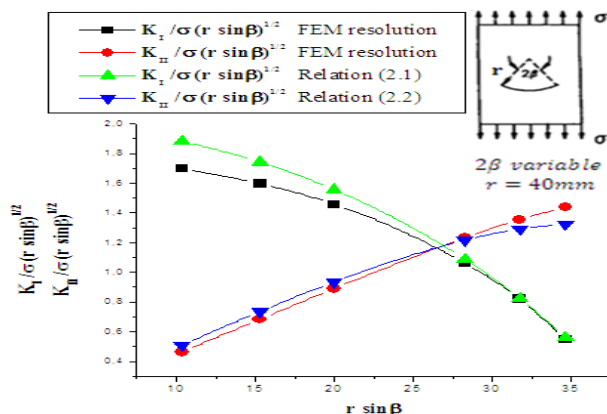 K_I /σ(r sinβ)^1/2 FEM resolution
K_II /σ(r sinβ)^1/2 FEM resolution
K_I /σ(r sinβ)^1/2 Relation (2.1)
K_II /σ(r sinβ)^1/2 Relation (2.2)
σ
r
2β
σ
2β variable
r = 40mm
K_I/σ(r sinβ)^1/2
K_II/σ(r sinβ)^1/2
2.0
1.8
1.6
1.4
1.2
1.0
0.8
0.6
0.4
10 15 20 25 30 35
r sinβ